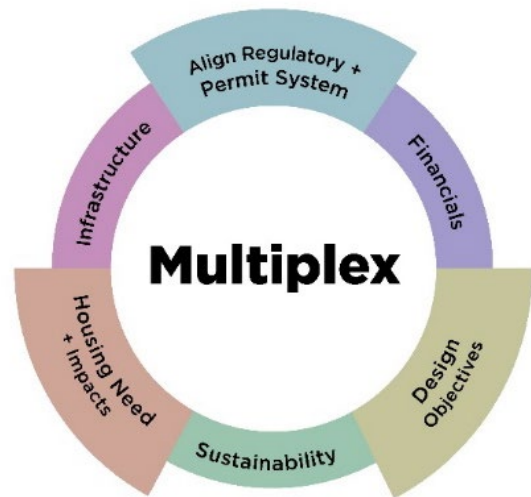 Align Regulatory +
Permit System
Financials
Design
Objectives
Sustainability
Housing Need
+ Impacts
Infrastructure
Multiplex